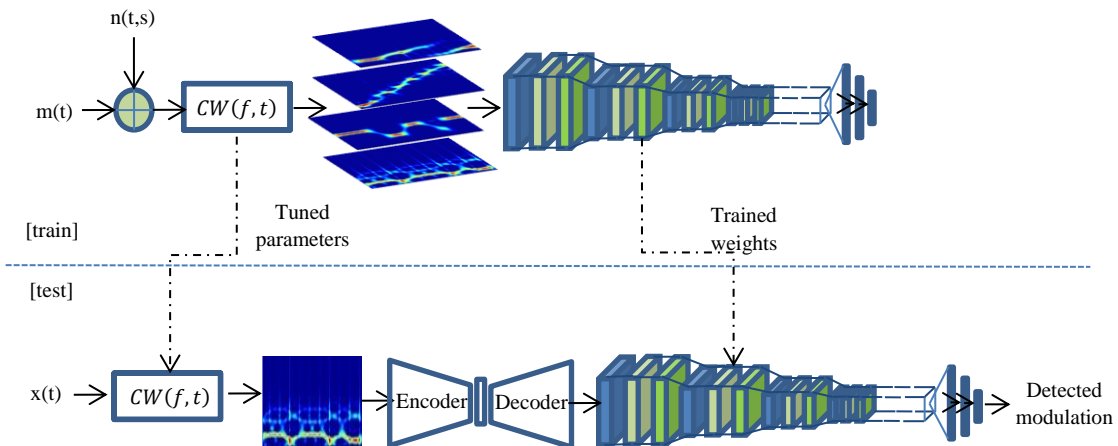 n(t,s)
m(t)
CW(f,t)
Tuned
parameters
Trained
weights
[train]
[test]
x(t)
CW(f,t)
Encoder
Decoder
Detected
modulation